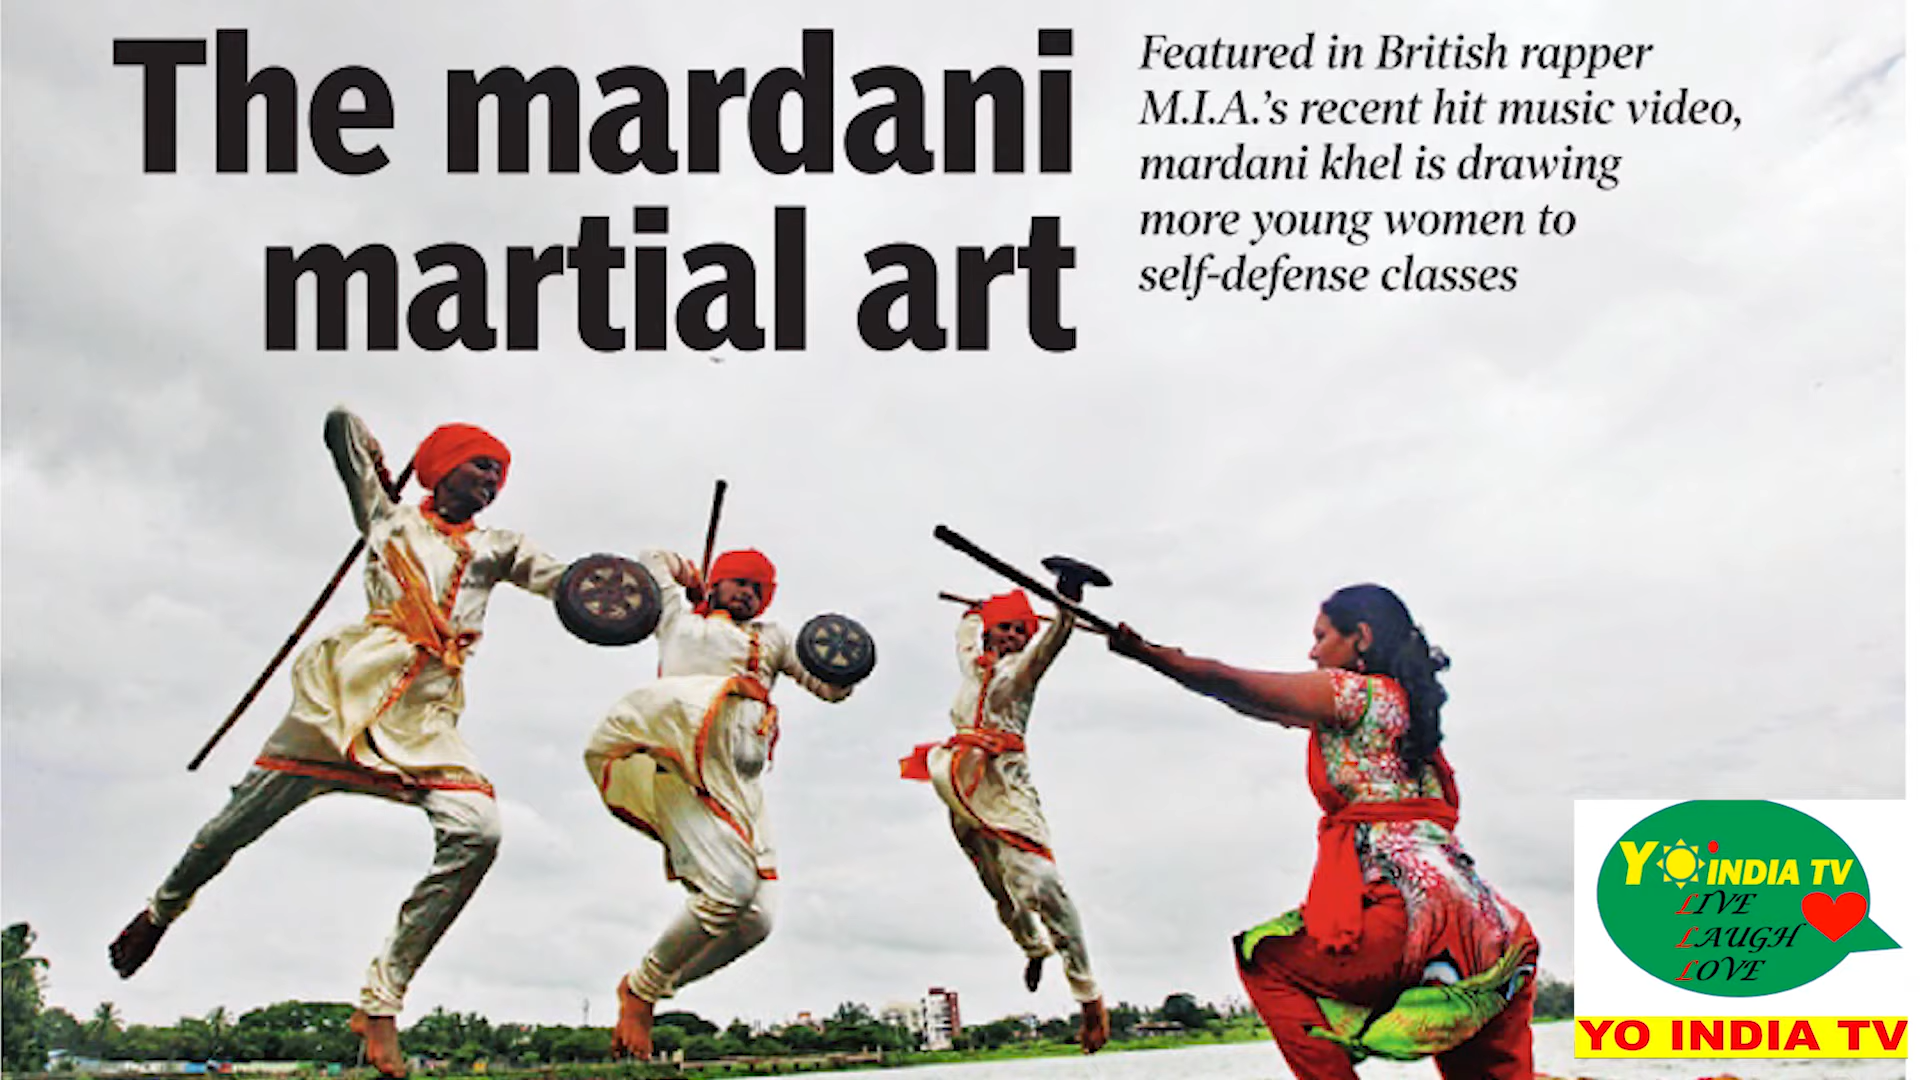 The mardani
martial art
Featured in British rapper
M.I.A.'s recent hit music video,
mardani khel is drawing
more young women to
self-defense classes
YO INDIA TV
LIVE
LAUGH
LOVE
YO INDIA TV